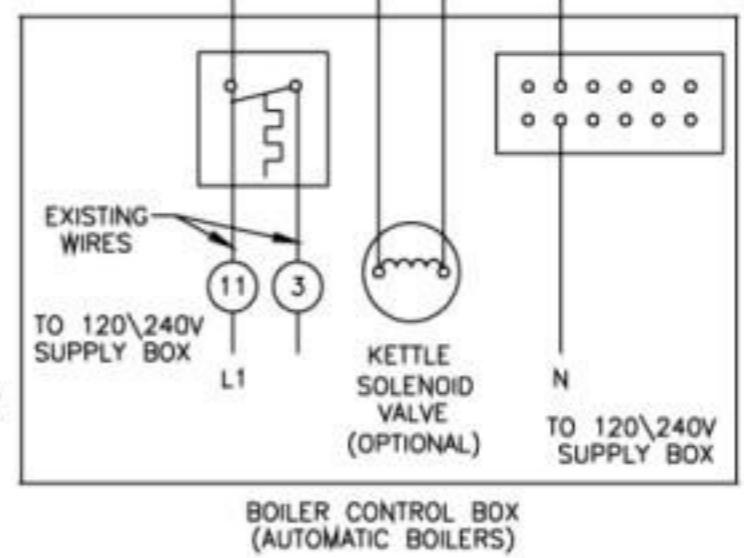 EXISTING
WIRES
11
3
TO 120\240V
SUPPLY BOX
L1
KETTLE
SOLENOID
VALVE
(OPTIONAL)
N
TO 120\240V
SUPPLY BOX
BOILER CONTROL BOX
(AUTOMATIC BOILERS)